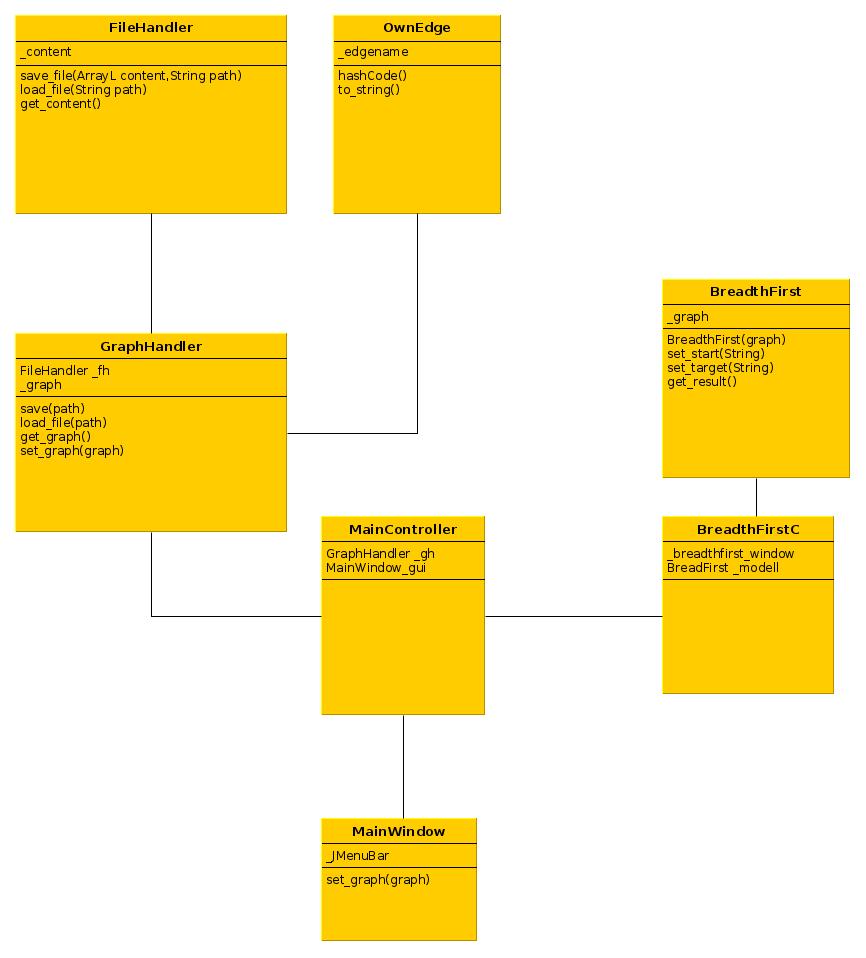 FileHandler
_content
save_file(ArrayL content,String path)
load_file(String path)
get_content()
OwnEdge
_edgename
hashCode()
to_string()
BreadthFirst
_graph
BreadthFirst(graph)
set_start(String)
set_target(String)
get_result()
GraphHandler
FileHandler _fh
_graph
save(path)
load_file(path)
get_graph()
set_graph(graph)
MainController
GraphHandler _gh
MainWindow_gui
BreadthFirstC
_breadthfirst_window
BreadFirst _modell
MainWindow
_JMenuBar
set_graph(graph)